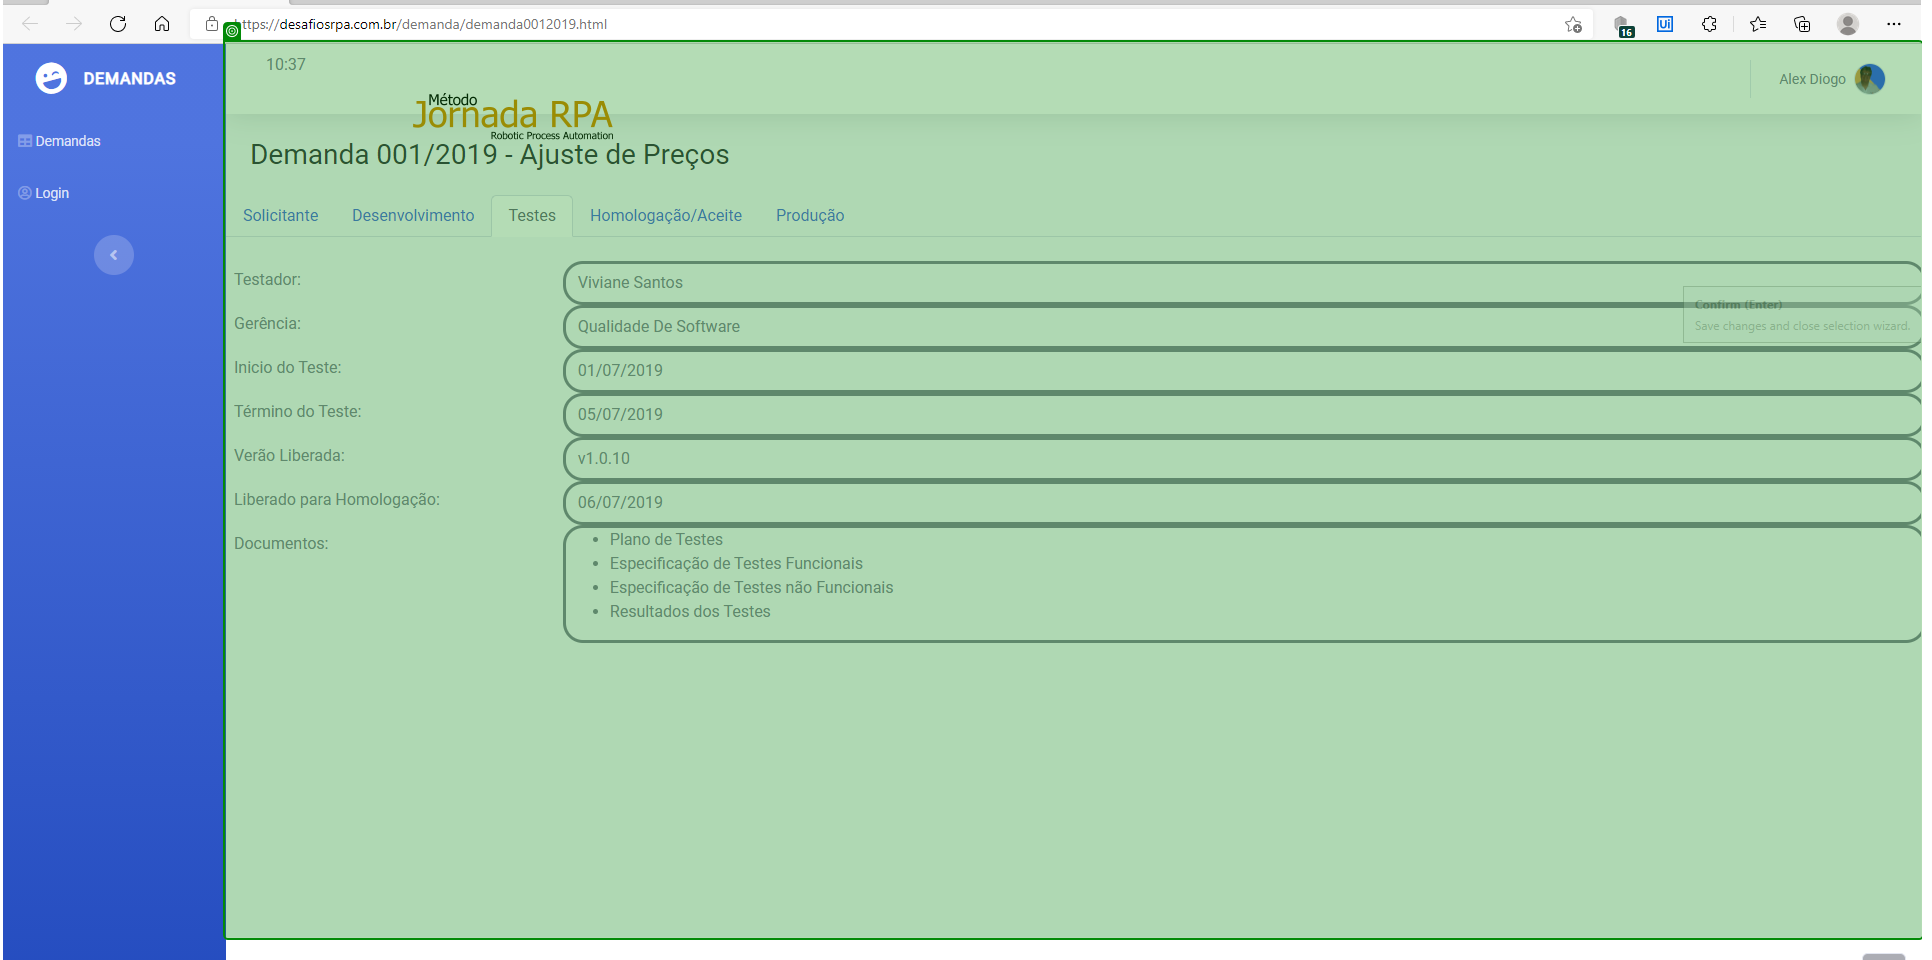 https://desafiosrpa.com.br/demanda/demanda0012019.html
16
Ui
DEMANDAS
Demandas
Login
10:37
Alex Diogo
Método
Jornada RPA
Robotic Process Automation
Demanda 001/2019 - Ajuste de Preços
Solicitante Desenvolvimento Testes Homologação/Aceite Produção
Testador: Viviane Santos
Confirm (Enter)
Save changes and close selection wizard.
Gerência: Qualidade De Software
Inicio do Teste: 01/07/2019
Término do Teste: 05/07/2019
Verão Liberada: v1.0.10
Liberado para Homologação: 06/07/2019
Documentos:
• Plano de Testes
• Especificação de Testes Funcionais
• Especificação de Testes não Funcionais
• Resultados dos Testes